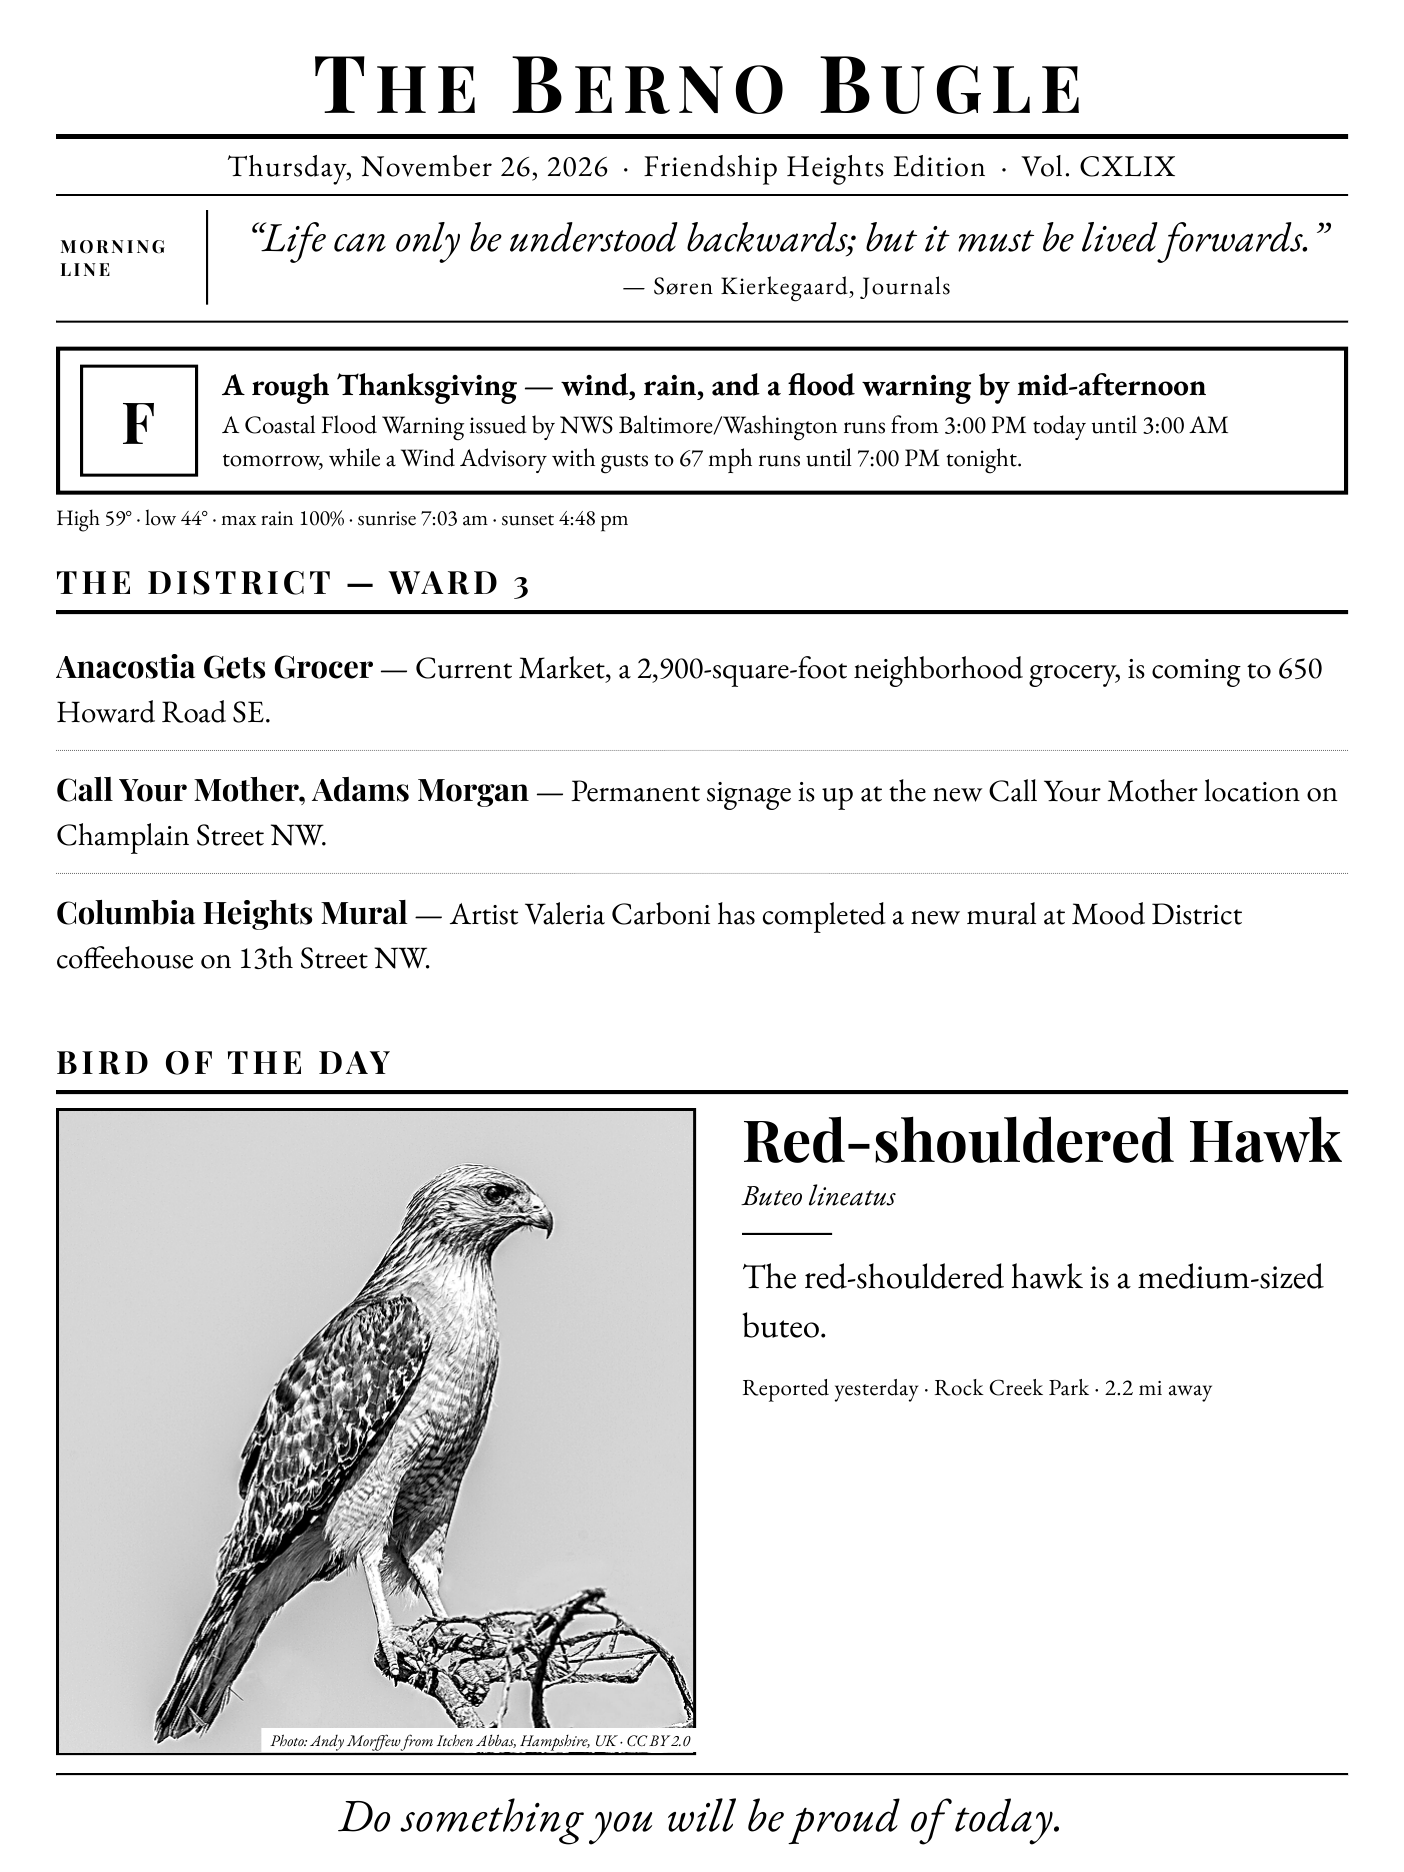 THE BERNO BUGLE
Thursday, November 26, 2026 · Friendship Heights Edition · Vol. CXLIX
MORNING
LINE
“Life can only be understood backwards; but it must be lived forwards.”
— Søren Kierkegaard, Journals
F
A rough Thanksgiving — wind, rain, and a flood warning by mid-afternoon
A Coastal Flood Warning issued by NWS Baltimore/Washington runs from 3:00 PM today until 3:00 AM
tomorrow, while a Wind Advisory with gusts to 67 mph runs until 7:00 PM tonight.
High 59° · low 44° · max rain 100% · sunrise 7:03 am · sunset 4:48 pm
THE DISTRICT — WARD 3
Anacostia Gets Grocer — Current Market, a 2,900-square-foot neighborhood grocery, is coming to 650
Howard Road SE.
Call Your Mother, Adams Morgan — Permanent signage is up at the new Call Your Mother location on
Champlain Street NW.
Columbia Heights Mural — Artist Valeria Carboni has completed a new mural at Mood District
coffeehouse on 13th Street NW.
BIRD OF THE DAY
Red-shouldered Hawk
Buteo lineatus
The red-shouldered hawk is a medium-sized
buteo.
Reported yesterday · Rock Creek Park · 2.2 mi away
Photo: Andy Morffew from Itchen Abbas, Hampshire, UK · CC BY 2.0
Do something you will be proud of today.